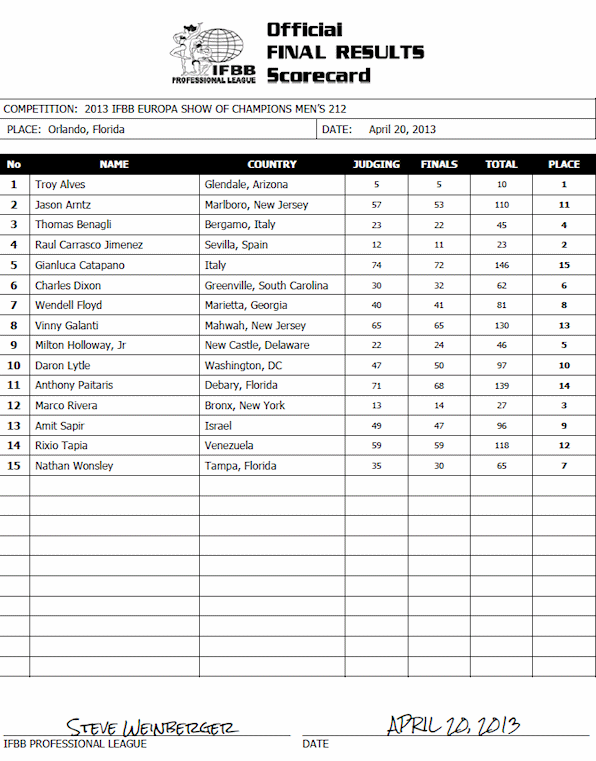 Official
FINAL RESULTS
Scorecard
IFBB
PROFESSIONAL LEAGUE
COMPETITION: 2013 IFBB EUROPA SHOW OF CHAMPIONS MEN'S 212
PLACE: Orlando, Florida DATE: April 20, 2013
No NAME COUNTRY JUDGING FINALS TOTAL PLACE
1 Troy Alves Glendale, Arizona 5 5 10 1
2 Jason Arntz Marlboro, New Jersey 57 53 110 11
3 Thomas Benagli Bergamo, Italy 23 22 45 4
4 Raul Carrasco Jimenez Sevilla, Spain 12 11 23 2
5 Gianluca Catapano Italy 74 72 146 15
6 Charles Dixon Greenville, South Carolina 30 32 62 6
7 Wendell Floyd Marietta, Georgia 40 41 81 8
8 Vinny Galanti Mahwah, New Jersey 65 65 130 13
9 Milton Holloway, Jr New Castle, Delaware 22 24 46 5
10 Daron Lytle Washington, DC 47 50 97 10
11 Anthony Paitaris Debary, Florida 71 68 139 14
12 Marco Rivera Bronx, New York 13 14 27 3
13 Amit Sapir Israel 49 47 96 9
14 Rixio Tapia Venezuela 59 59 118 12
15 Nathan Wonsley Tampa, Florida 35 30 65 7
STEVE WEINBERGER APRIL 20, 2013
IFBB PROFESSIONAL LEAGUE DATE